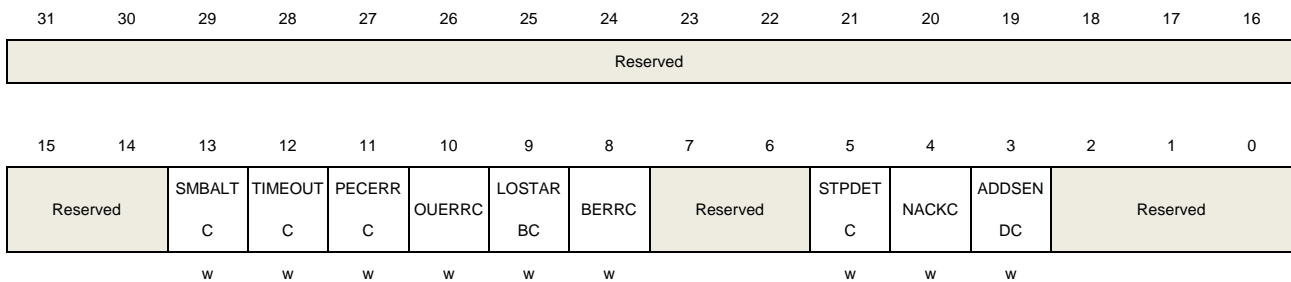 31 30 29 28 27 26 25 24 23 22 21 20 19 18 17 16
Reserved
15 14 13 12 11 10 9 8 7 6 5 4 3 2 1 0
Reserved SMBALT C TIMEOUT C PECERR C OUERRC LOSTAR BC BERRC Reserved STPDET C NACKC ADDSEN DC Reserved
w w w w w w w w w